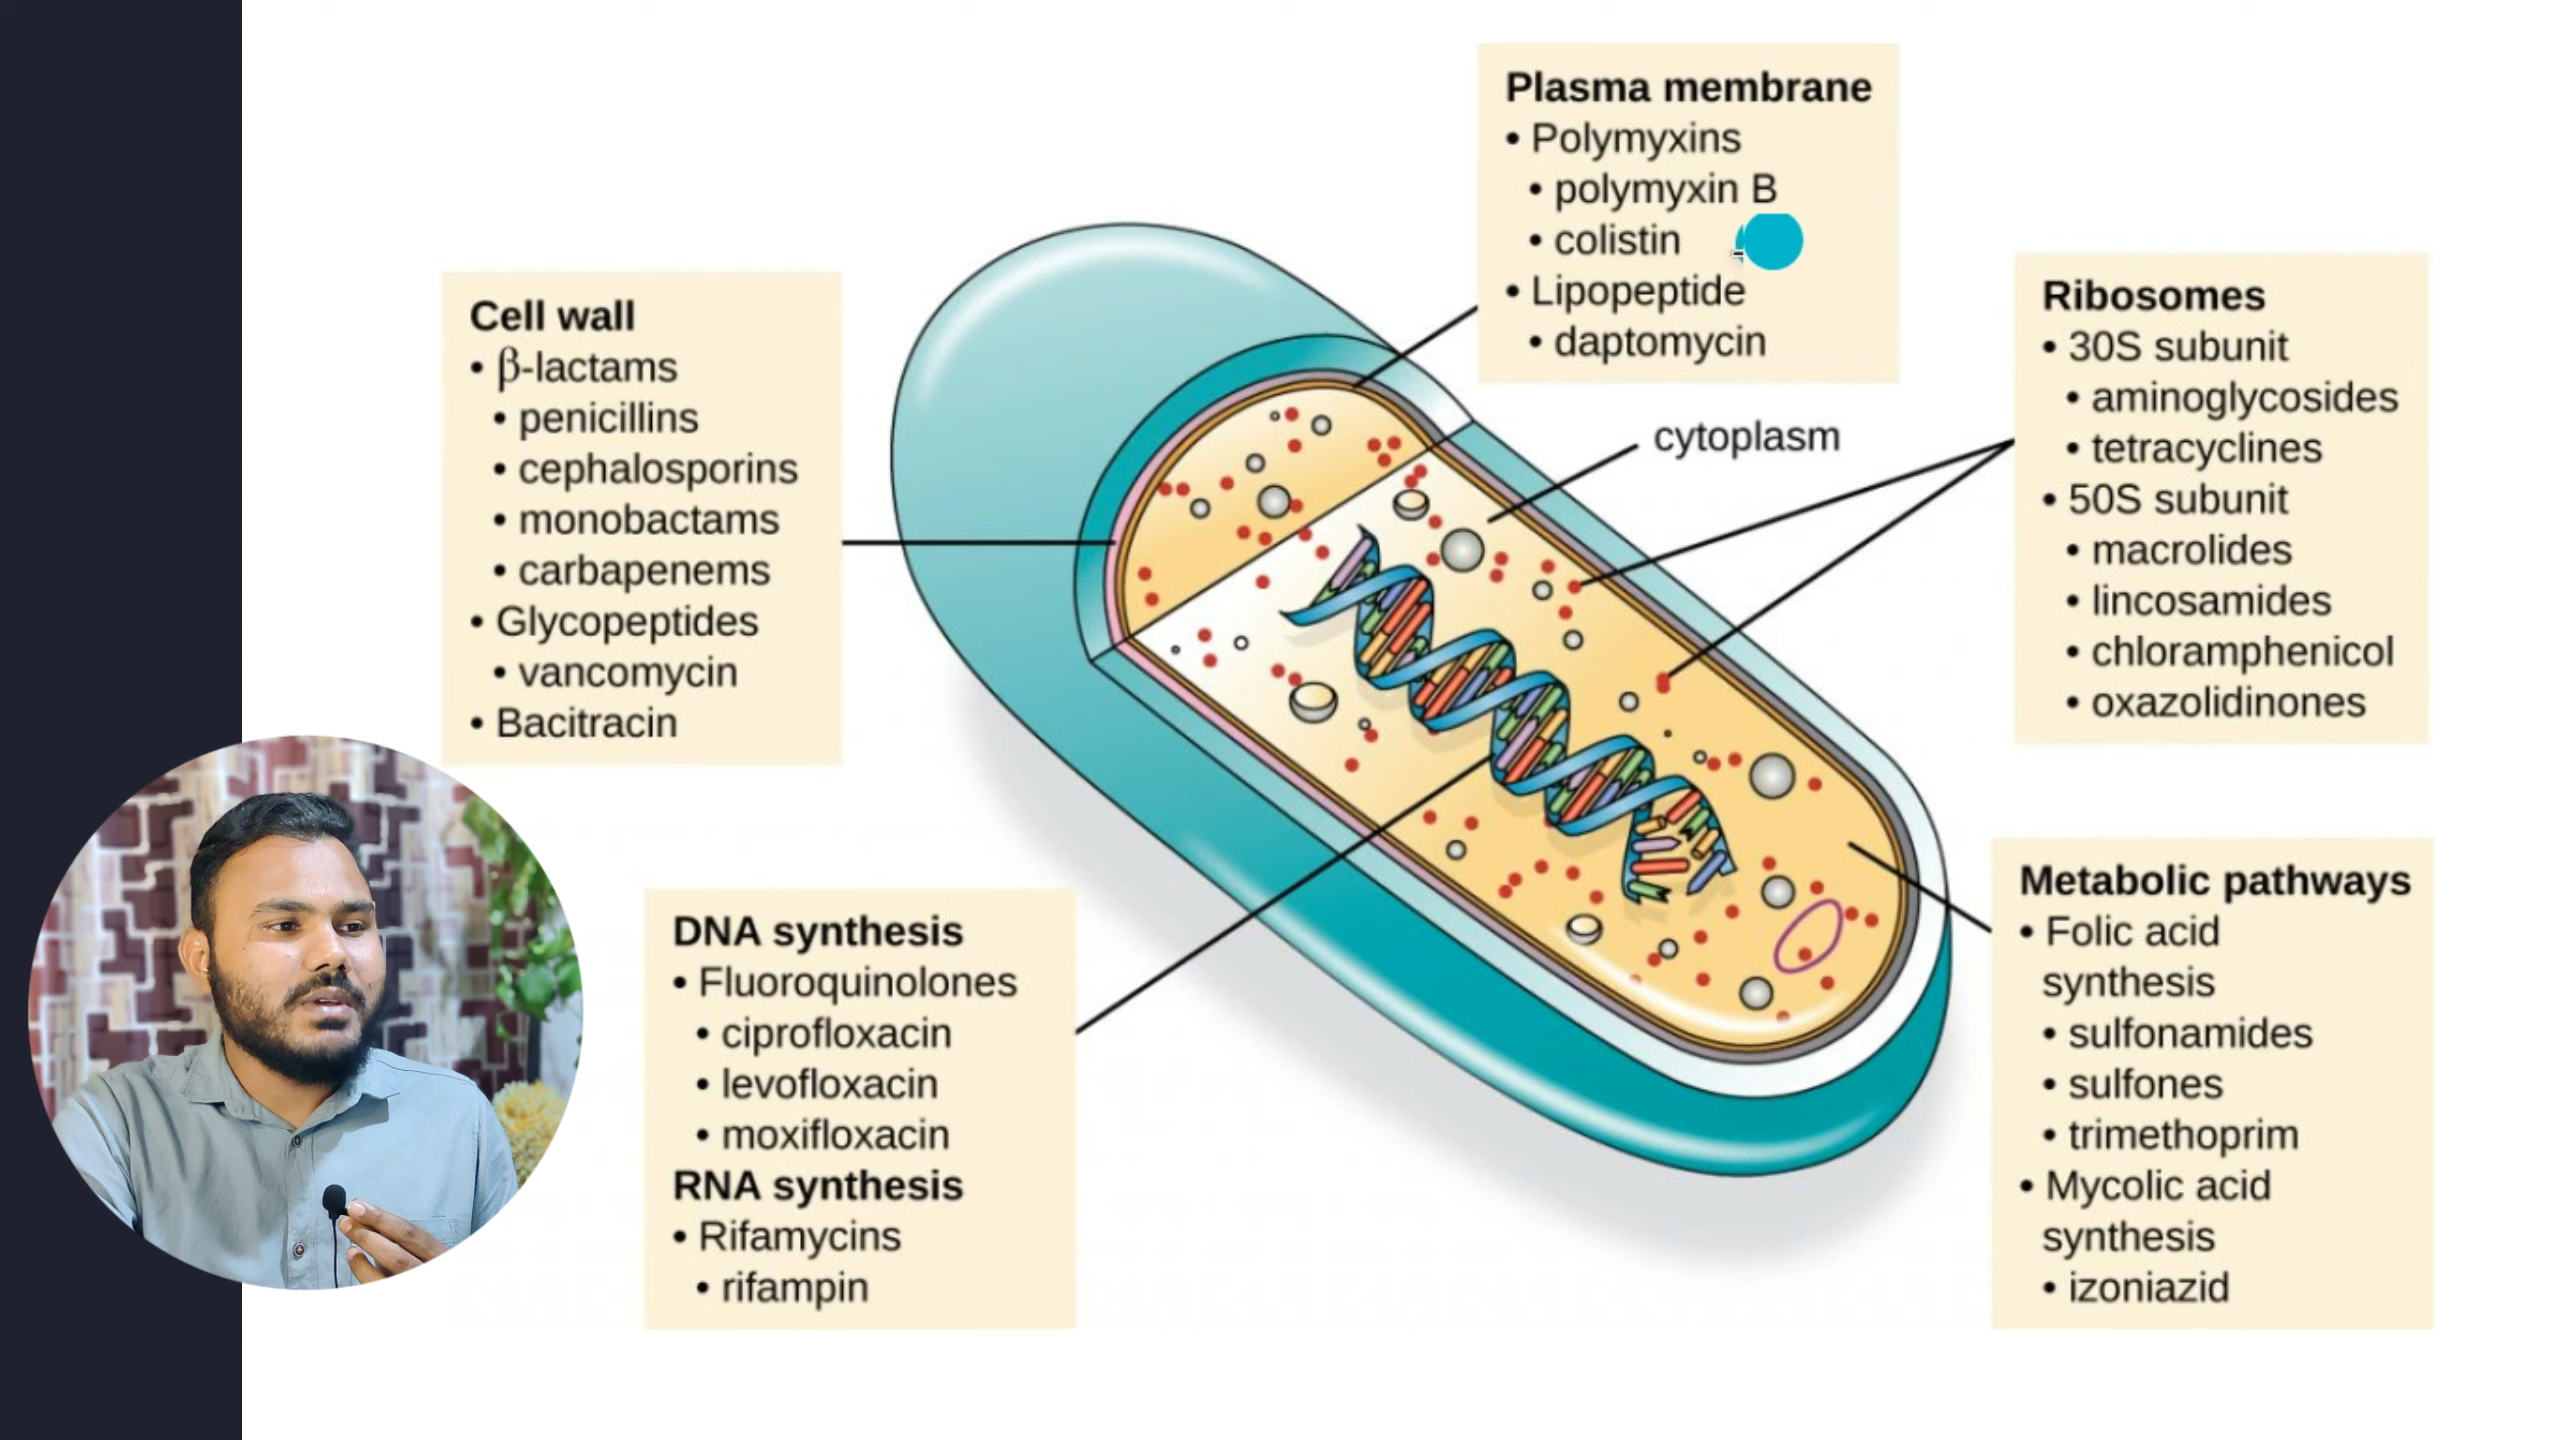 Plasma membrane
• Polymyxins
• polymyxin B
• colistin
• Lipopeptide
• daptomycin
Cell wall
• β-lactams
• penicillins
• cephalosporins
• monobactams
• carbapenems
• Glycopeptides
• vancomycin
• Bacitracin
cytoplasm
Ribosomes
• 30S subunit
• aminoglycosides
• tetracyclines
• 50S subunit
• macrolides
• lincosamides
• chloramphenicol
• oxazolidinones
DNA synthesis
• Fluoroquinolones
• ciprofloxacin
• levofloxacin
• moxifloxacin
RNA synthesis
• Rifamycins
• rifampin
Metabolic pathways
• Folic acid
synthesis
• sulfonamides
• sulfones
• trimethoprim
• Mycolic acid
synthesis
• izoniazid